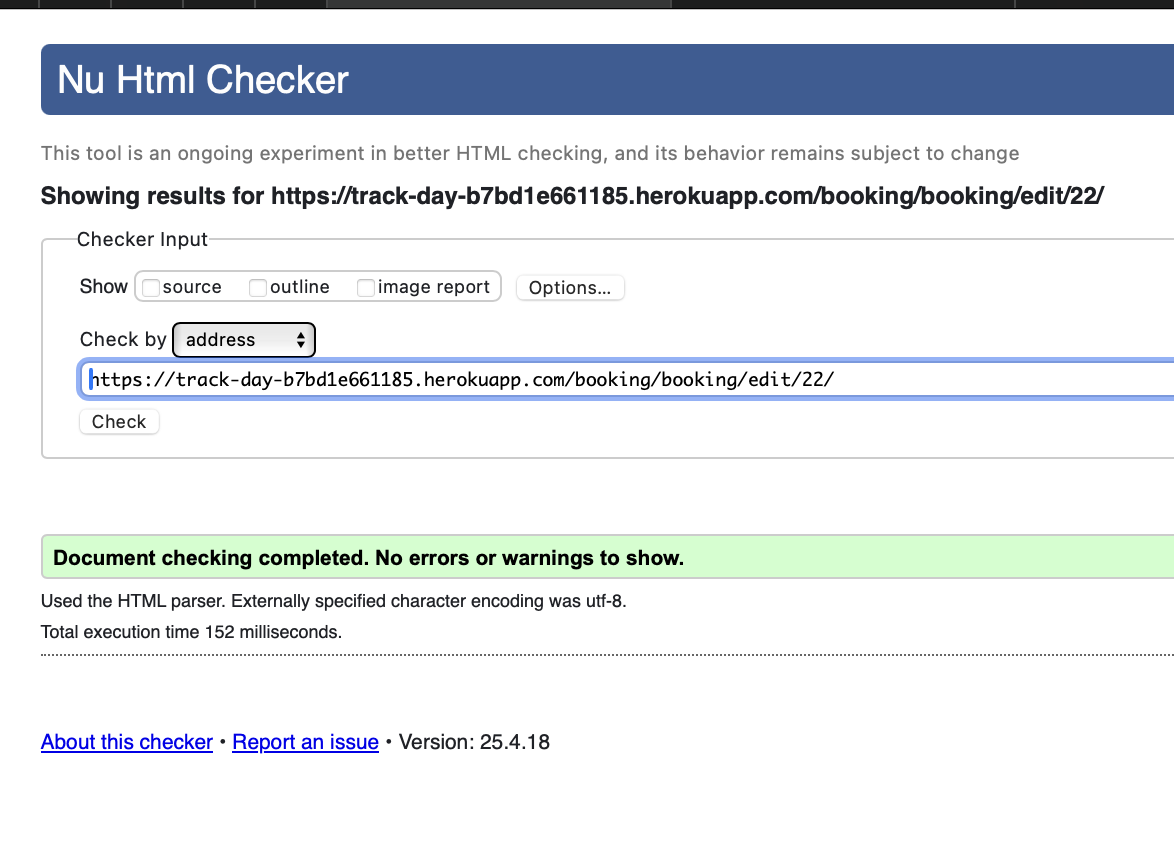 Nu Html Checker
This tool is an ongoing experiment in better HTML checking, and its behavior remains subject to change
Showing results for https://track-day-b7bd1e661185.herokuapp.com/booking/booking/edit/22/
Checker Input
Show source outline image report Options...
Check by address
https://track-day-b7bd1e661185.herokuapp.com/booking/booking/edit/22/
Check
Document checking completed. No errors or warnings to show.
Used the HTML parser. Externally specified character encoding was utf-8.
Total execution time 152 milliseconds.
About this checker • Report an issue • Version: 25.4.18